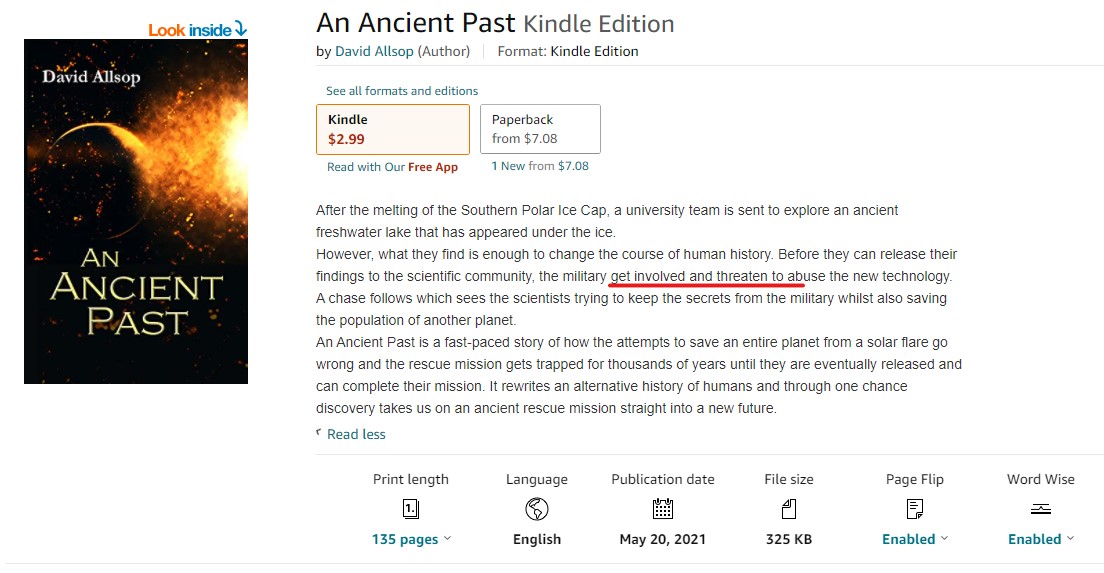 Look inside
David Allsop
AN
ANCIENT
PAST
An Ancient Past Kindle Edition
by David Allsop (Author) Format: Kindle Edition
See all formats and editions
Kindle
$2.99
Paperback
from $7.08
Read with Our Free App
1 New from $7.08
After the melting of the Southern Polar Ice Cap, a university team is sent to explore an ancient
freshwater lake that has appeared under the ice.
However, what they find is enough to change the course of human history. Before they can release their
findings to the scientific community, the military get involved and threaten to abuse the new technology.
A chase follows which sees the scientists trying to keep the secrets from the military whilst also saving
the population of another planet.
An Ancient Past is a fast-paced story of how the attempts to save an entire planet from a solar flare go
wrong and the rescue mission gets trapped for thousands of years until they are eventually released and
can complete their mission. It rewrites an alternative history of humans and through one chance
discovery takes us on an ancient rescue mission straight into a new future.
Read less
Print length
1.
135 pages
Language
English
Publication date
May 20, 2021
File size
325 KB
Page Flip
Enabled
Word Wise
Enabled